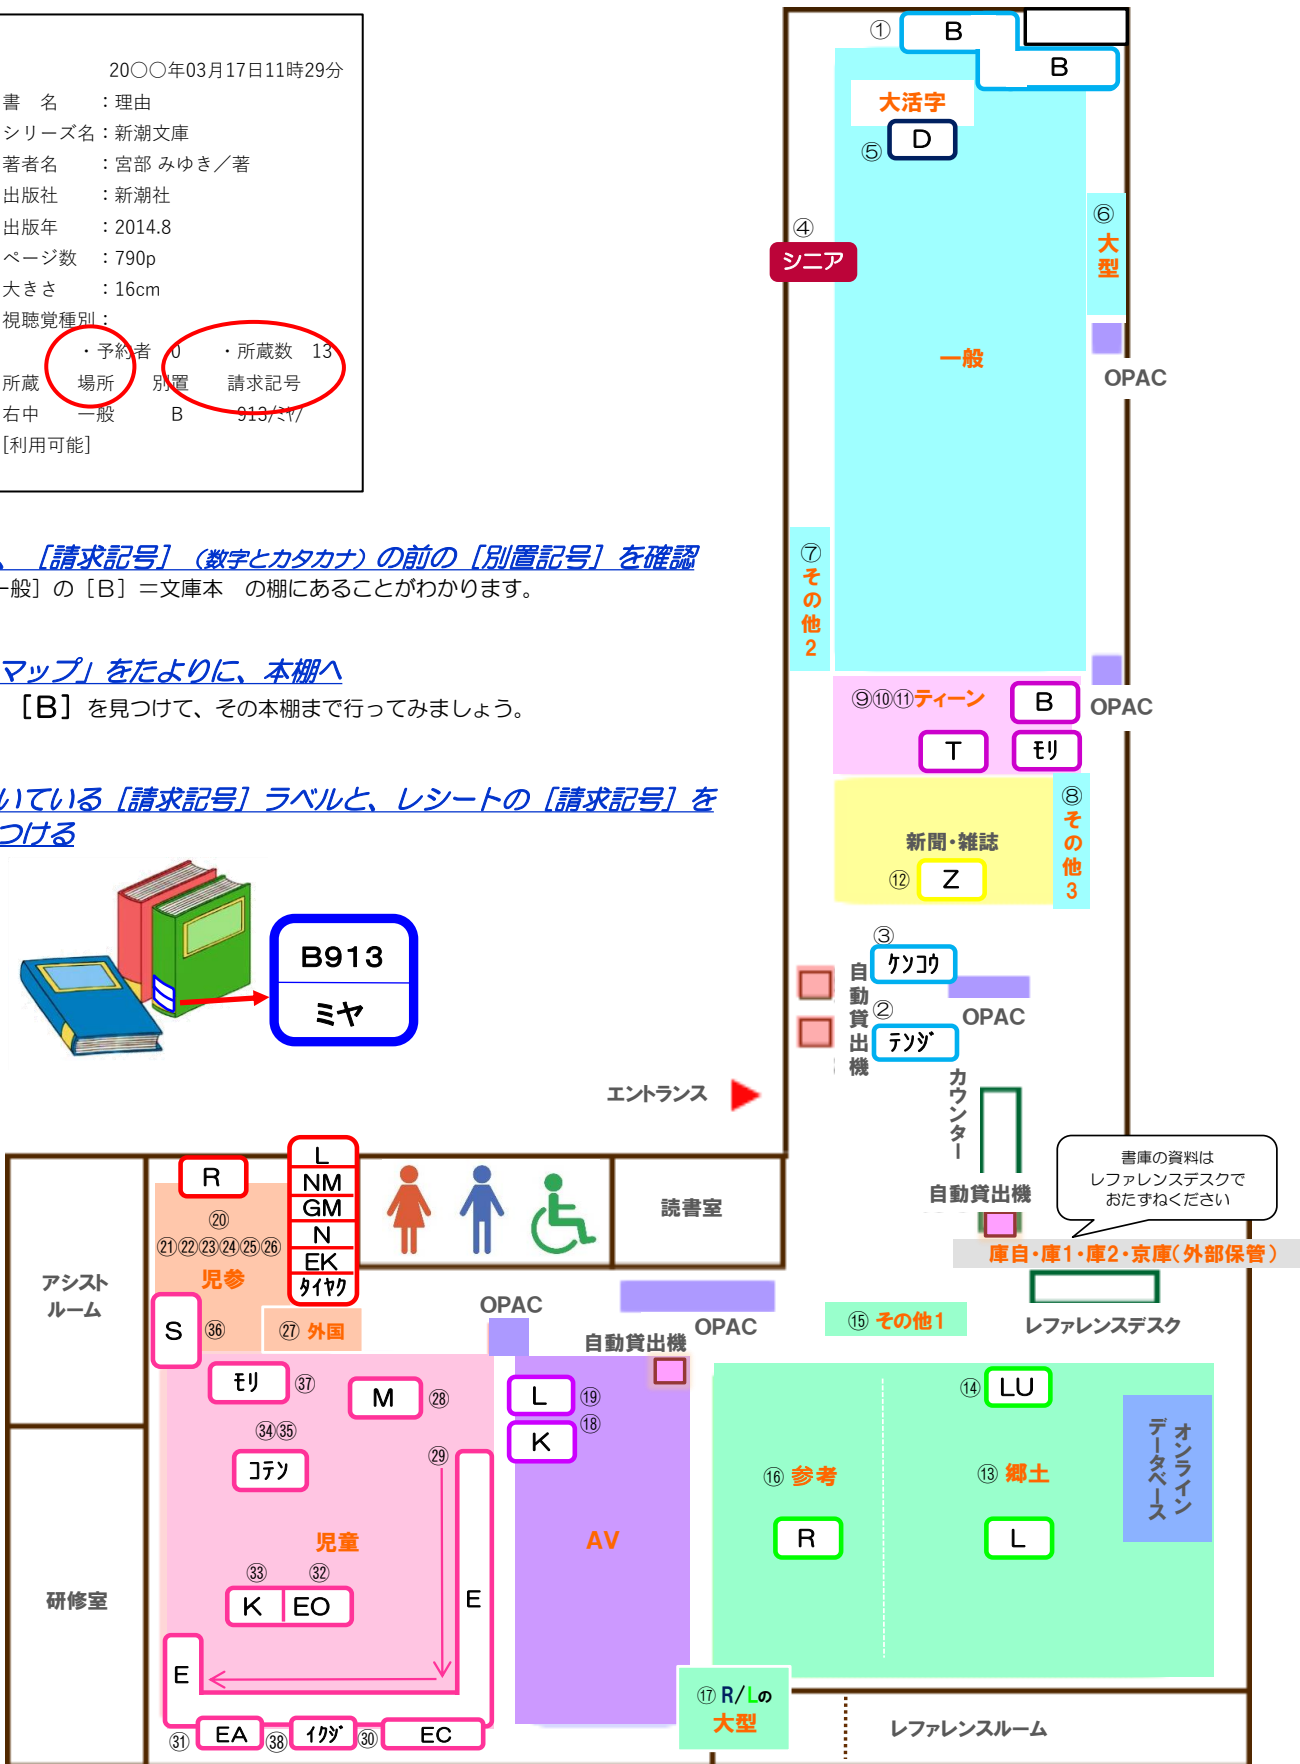 20○○年03月17日11時29分
書　名　：理由
シリーズ名：新潮文庫
著者名　：宮部 みゆき／著
出版社　：新潮社
出版年　：2014.8
ページ数　：790p
大きさ　：16cm
視聴覚種別：
・予約者　0　・所蔵数　13
所蔵　場所　別置　請求記号
右中　一般　B　913/ミヤ/
[利用可能]
、［請求記号］（数字とカタカナ）の前の［別置記号］を確認
一般］の［B］＝文庫本　の棚にあることがわかります。
マップ」をたよりに、本棚へ
［B］を見つけて、その本棚まで行ってみましょう。
いている［請求記号］ラベルと、レシートの［請求記号］を
つける
B913
ミヤ
① B
B
大活字
⑤ D
⑥大型
④
シニア
一般
OPAC
⑦その他2
⑨⑩⑪ティーン B
OPAC
T ﾓﾘ
⑧その他3
新聞・雑誌
⑫ Z
③
ｹﾝｺｳ
自動貸出機
OPAC
②
ﾃﾝｼﾞ
エントランス
カウンター
書庫の資料は
レファレンスデスクで
おたずねください
自動貸出機
庫自・庫1・庫2・京庫（外部保管）
レファレンスデスク
読書室
アシスト
ルーム
R
L
NM
GM
N
EK
ﾀｲﾔｸ
⑳
㉑㉒㉓㉔㉕㉖
児参
S ㊱
㉗ 外国
OPAC
OPAC
自動貸出機
⑮ その他1
ﾓﾘ ㊲
M ㉘
L ⑲
K ⑱
⑭ LU
㉞㉟
ｺﾃﾝ
㉙
⑯ 参考
⑬ 郷土
オンライン
データベース
児童
AV
R
L
㉝ ㉜
K EO
E
研修室
E
⑰ R/Lの
大型
㉛ EA ㊳ ｲｸｼﾞ ㉚ EC
レファレンスルーム